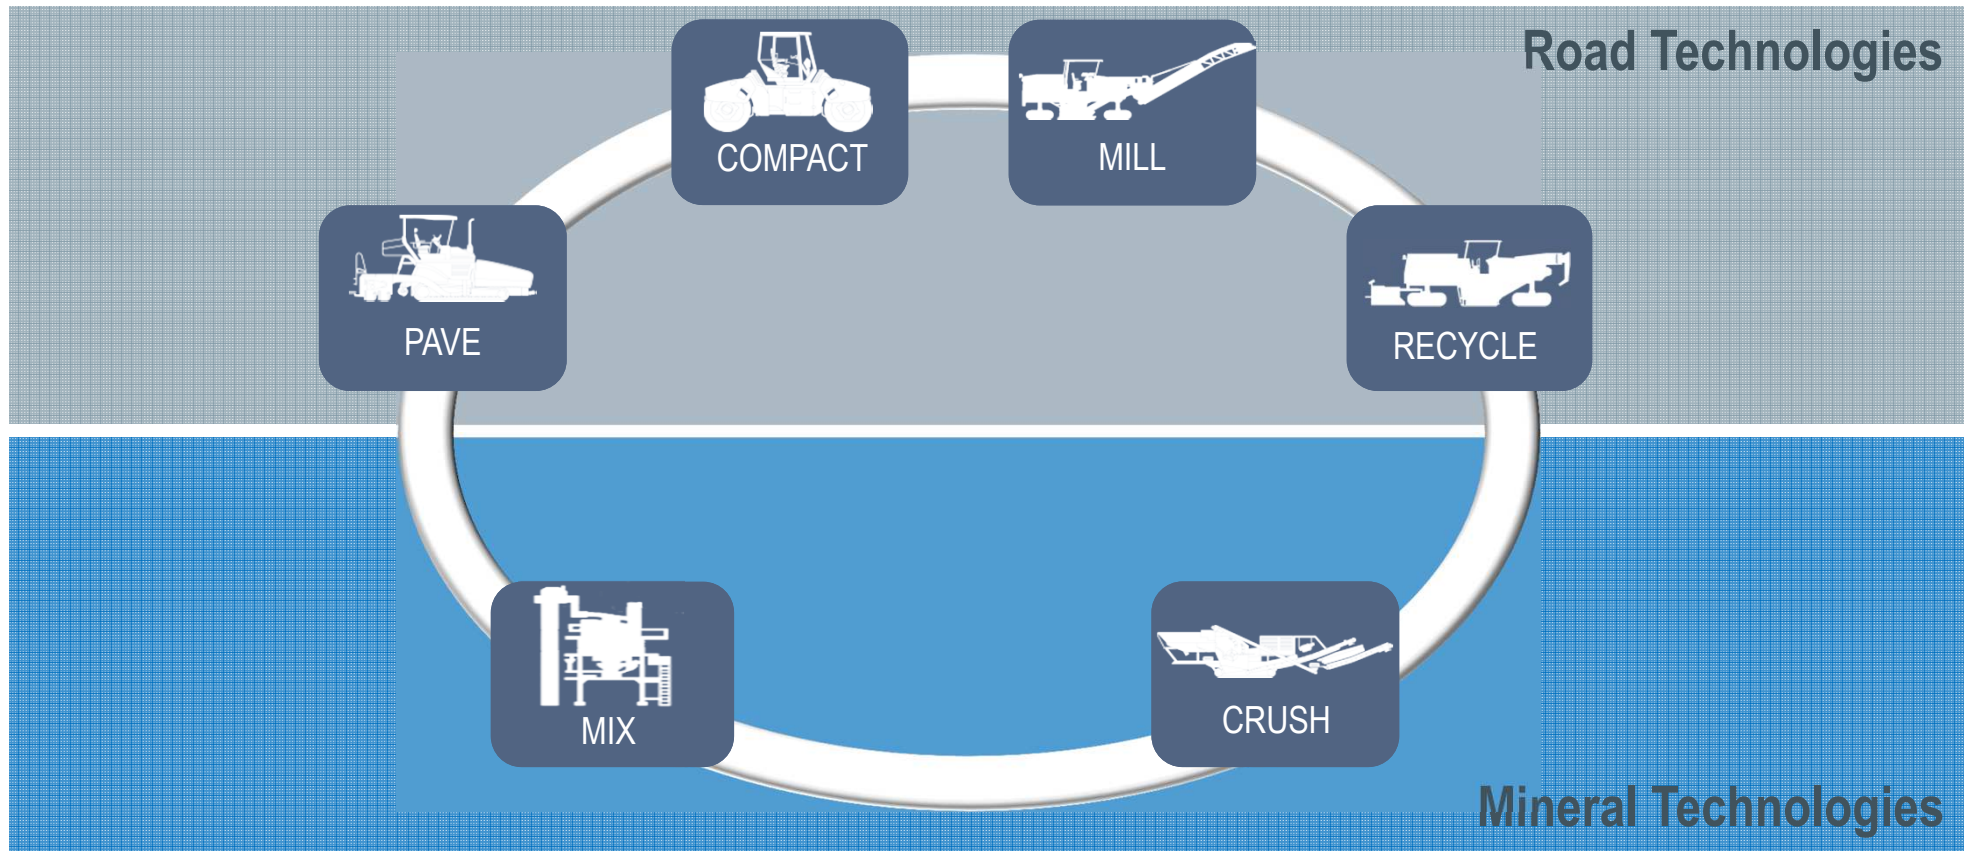 Road Technologies
COMPACT
MILL
PAVE
RECYCLE
MIX
CRUSH
Mineral Technologies